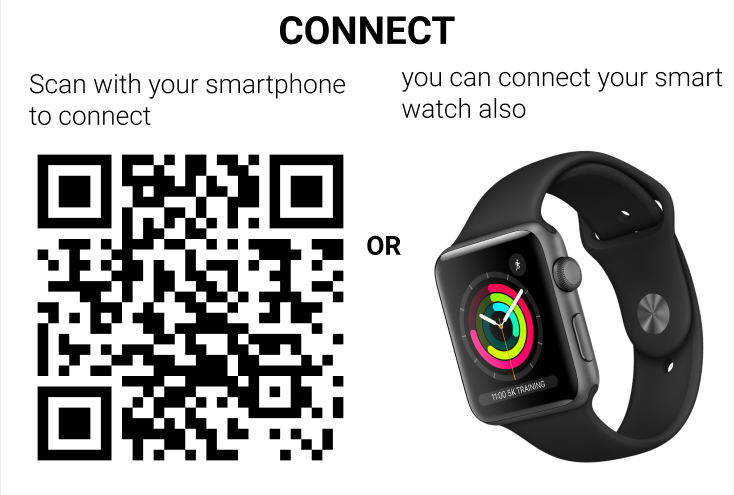 CONNECT
Scan with your smartphone
to connect
you can connect your smart
watch also
OR
11:00 5K TRAINING